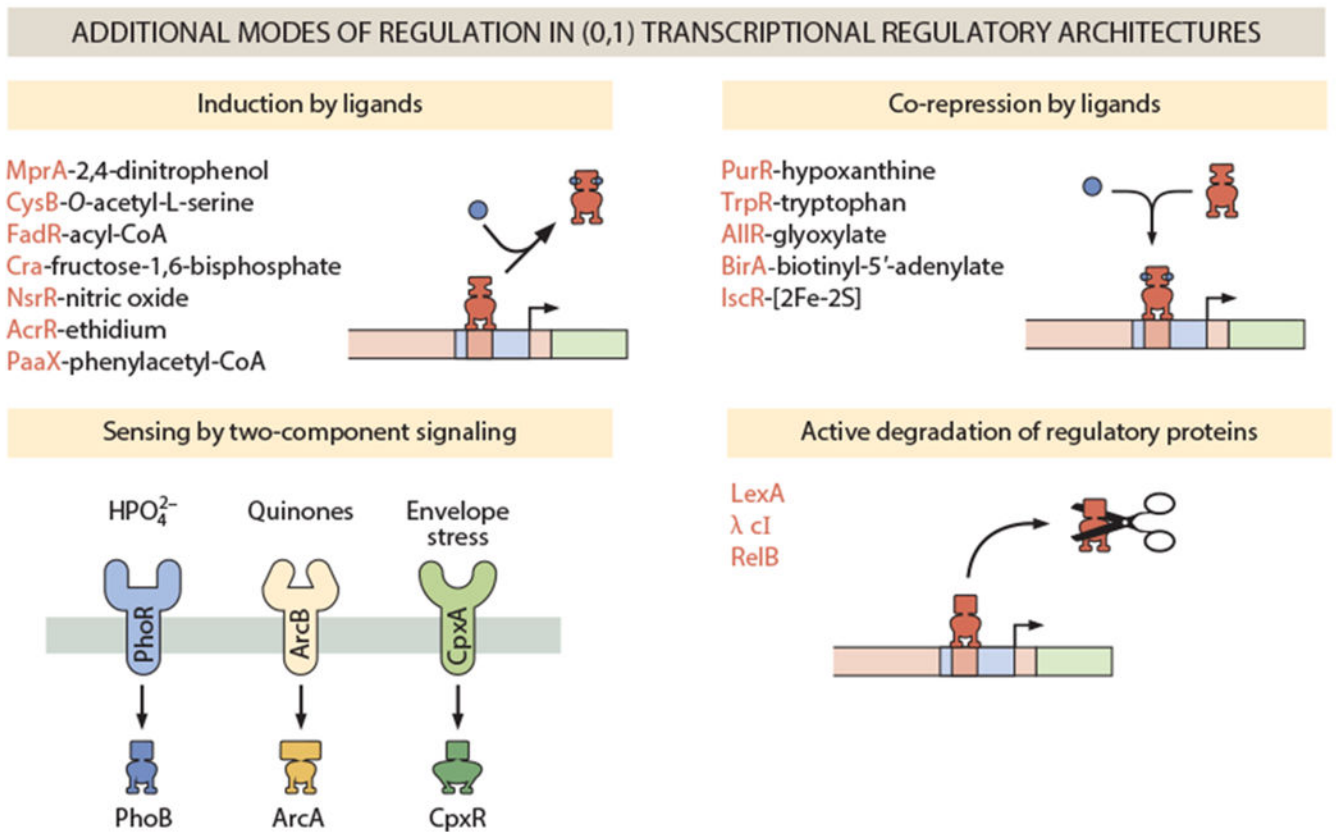 ADDITIONAL MODES OF REGULATION IN (0,1) TRANSCRIPTIONAL REGULATORY ARCHITECTURES
Induction by ligands
MprA-2,4-dinitrophenol
CysB-O-acetyl-L-serine
FadR-acyl-CoA
Cra-fructose-1,6-bisphosphate
NsrR-nitric oxide
AcrR-ethidium
PaaX-phenylacetyl-CoA
Co-repression by ligands
PurR-hypoxanthine
TrpR-tryptophan
AllR-glyoxylate
BirA-biotinyl-5′-adenylate
IscR-[2Fe-2S]
Sensing by two-component signaling
HPO₄²⁻
Quinones
Envelope
stress
PhoR
ArcB
CpxA
PhoB
ArcA
CpxR
Active degradation of regulatory proteins
LexA
λ cI
RelB